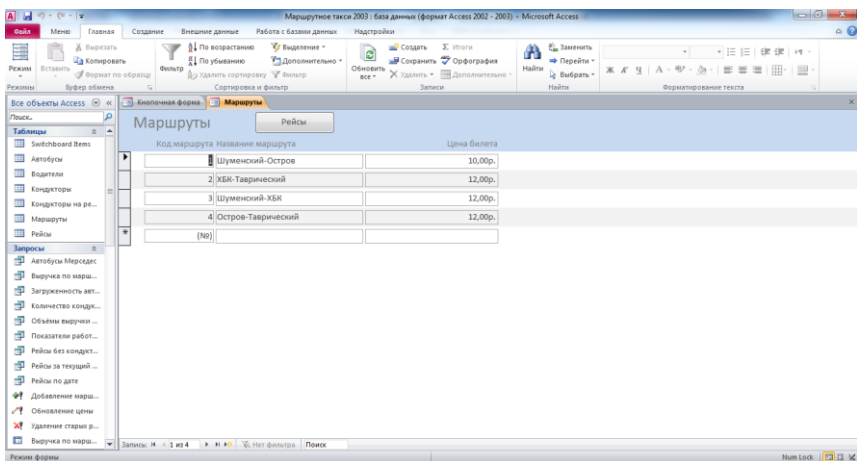 Маршрутное такси 2003 : база данных (формат Access 2002 - 2003) - Microsoft Access
Файл Меню Главная Создание Внешние данные Работа с базами данных Надстройки
Режим
Режимы
Вставить
Вырезать
Копировать
Формат по образцу
Буфер обмена
Фильтр
По возрастанию
По убыванию
Удалить сортировку
Выделение
Дополнительно
Фильтр
Сортировка и фильтр
Обновить все
Создать
Сохранить
Удалить
Итоги
Орфография
Дополнительно
Записи
Найти
Заменить
Перейти
Выбрать
Найти
Ж К Ч
Форматирование текста
Все объекты Access
Поиск...
Таблицы
Switchboard Items
Автобусы
Водители
Кондукторы
Кондукторы на ре...
Маршруты
Рейсы
Запросы
Автобусы Мерседес
Выручка по марш...
Загруженность авт...
Количество кондук...
Объёмы выручки ...
Показатели работ...
Рейсы без кондукт...
Рейсы за текущий ...
Рейсы по дате
Добавление марш...
Обновление цены
Удаление старых р...
Выручка по марш...
Кнопочная форма Маршруты
Маршруты Рейсы
Код маршрута Название маршрута Цена билета
1 Шуменский-Остров 10,00р.
2 ХБК-Таврический 12,00р.
3 Шуменский-ХБК 12,00р.
4 Остров-Таврический 12,00р.
(№)
Запись: 1 из 4 Нет фильтра Поиск
Режим формы Num Lock